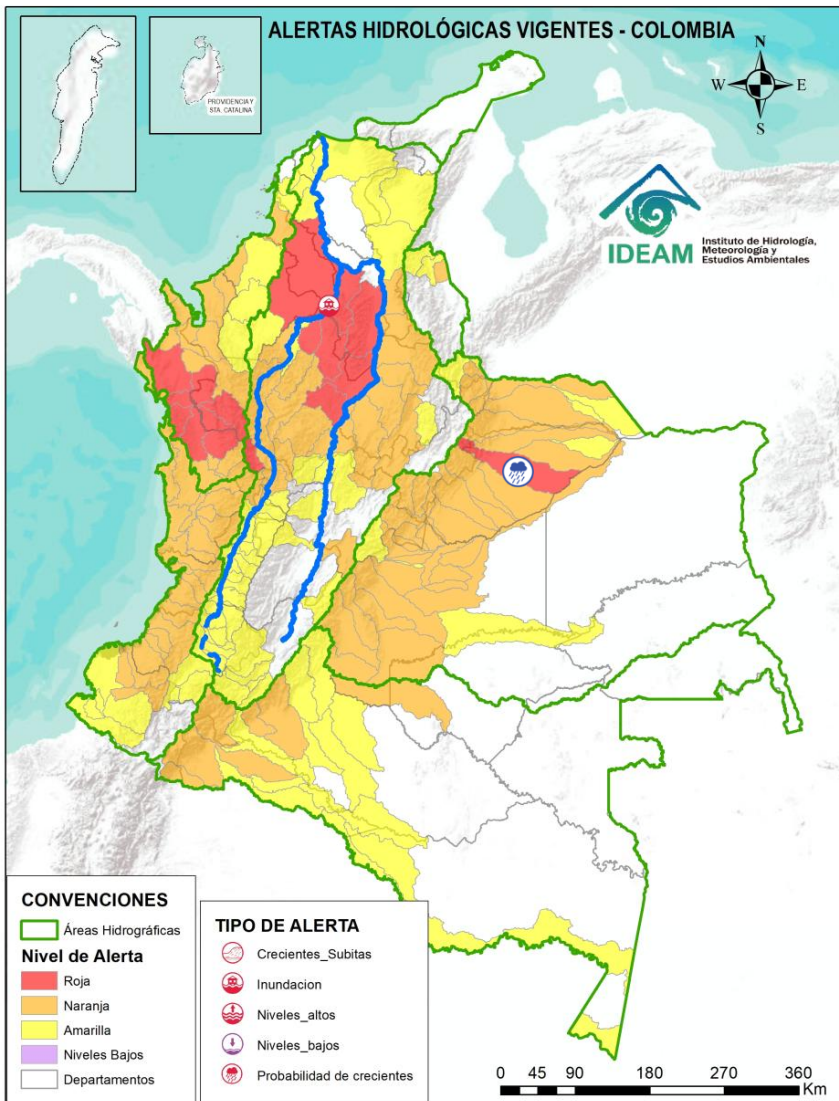 ALERTAS HIDROLÓGICAS VIGENTES - COLOMBIA
PROVIDENCIA Y
STA. CATALINA
N
W
E
S
IDEAM
Instituto de Hidrología,
Meteorología y
Estudios Ambientales
CONVENCIONES
Áreas Hidrográficas
Nivel de Alerta
Roja
Naranja
Amarilla
Niveles Bajos
Departamentos
TIPO DE ALERTA
Crecientes_Subitas
Inundacion
Niveles_altos
Niveles_bajos
Probabilidad de crecientes
0 45 90 180 270 360
Km